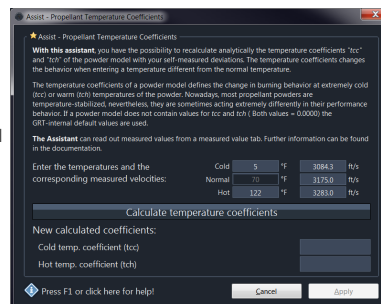 Assist - Propellant Temperature Coefficients
Assist - Propellant Temperature Coefficients
With this assistant, you have the possibility to recalculate analytically the temperature coefficients "tcc"
and "tch" of the powder model with your self-measured deviations. The temperature coefficients changes
the behavior when entering a temperature different from the normal temperature.
The temperature coefficients of a powder model defines the change in burning behavior at extremely cold
(tcc) or warm (tch) temperatures of the powder. Nowadays, most propellant powders are
temperature-stabilized, nevertheless, they are sometimes acting extremely differently in their performance
behavior. If a powder model does not contain values for tcc and tch ( Both values = 0.0000) the
GRT-internal default values are used.
The Assistant can read out measured values from a measured value tab. Further information can be found
in the documentation.
Enter the temperatures and the Cold 5 °F 3084.3 ft/s
corresponding measured velocities: Normal 70 °F 3175.0 ft/s
Hot 122 °F 3283.0 ft/s
Calculate temperature coefficients
New calculated coefficients:
Cold temp. coefficient (tcc)
Hot temp. coefficient (tch)
Press F1 or click here for help! Cancel Apply